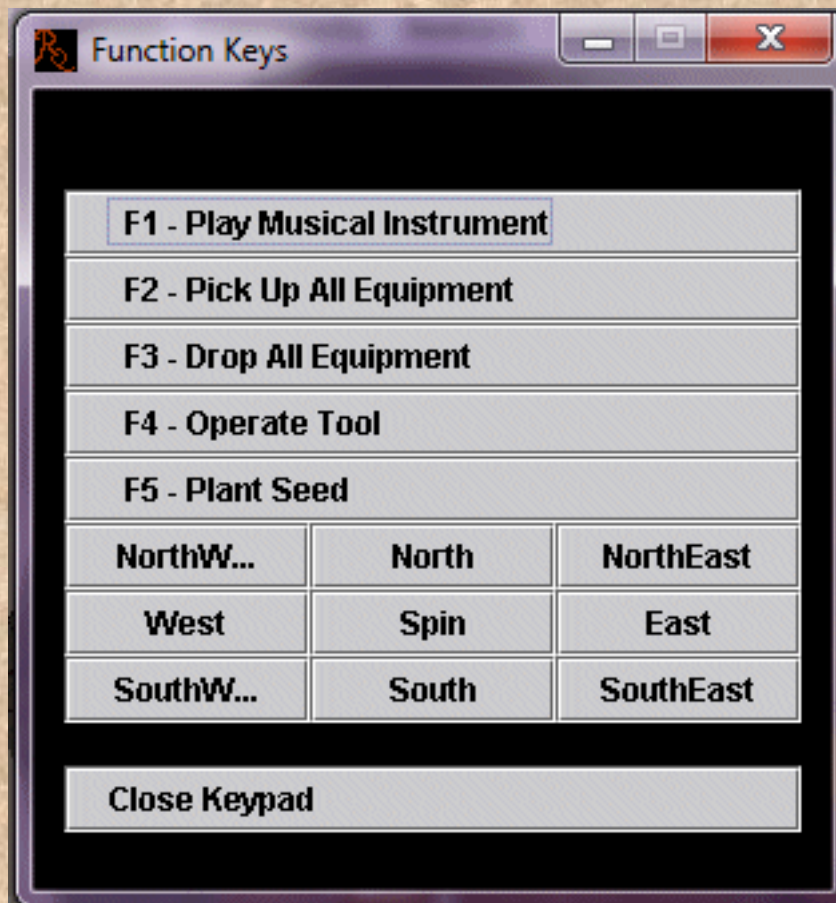 Function Keys
F1 - Play Musical Instrument
F2 - Pick Up All Equipment
F3 - Drop All Equipment
F4 - Operate Tool
F5 - Plant Seed
NorthW... North NorthEast
West Spin East
SouthW... South SouthEast
Close Keypad